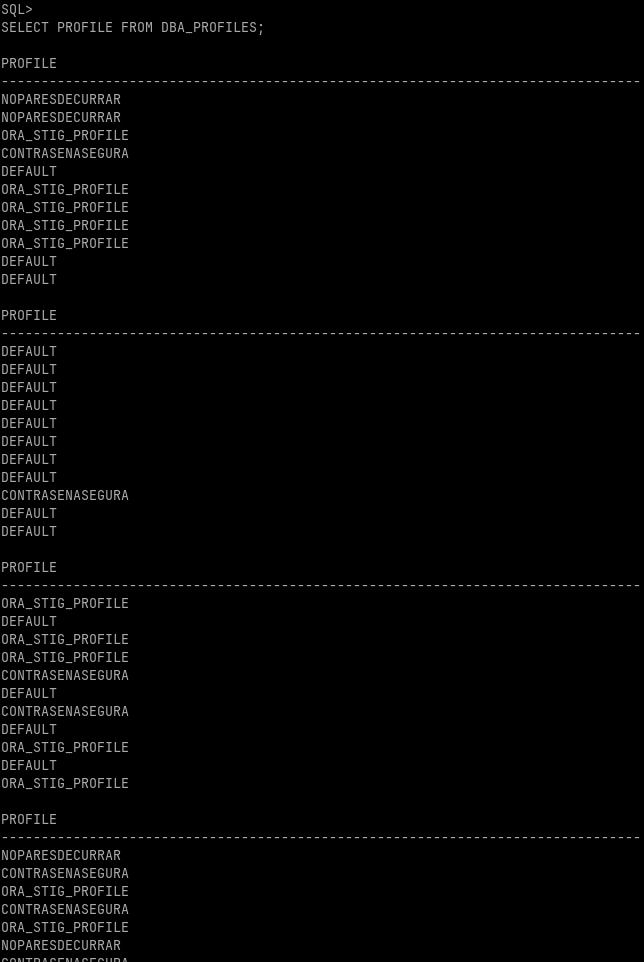 SQL>
SELECT PROFILE FROM DBA_PROFILES;
PROFILE
--------------------------------------------------------------------------------
NOPARESDECURRAR
NOPARESDECURRAR
ORA_STIG_PROFILE
CONTRASENASEGURA
DEFAULT
ORA_STIG_PROFILE
ORA_STIG_PROFILE
ORA_STIG_PROFILE
ORA_STIG_PROFILE
DEFAULT
DEFAULT
PROFILE
--------------------------------------------------------------------------------
DEFAULT
DEFAULT
DEFAULT
DEFAULT
DEFAULT
DEFAULT
DEFAULT
DEFAULT
CONTRASENASEGURA
DEFAULT
DEFAULT
PROFILE
--------------------------------------------------------------------------------
ORA_STIG_PROFILE
DEFAULT
ORA_STIG_PROFILE
ORA_STIG_PROFILE
CONTRASENASEGURA
DEFAULT
CONTRASENASEGURA
DEFAULT
ORA_STIG_PROFILE
DEFAULT
ORA_STIG_PROFILE
PROFILE
--------------------------------------------------------------------------------
NOPARESDECURRAR
CONTRASENASEGURA
ORA_STIG_PROFILE
CONTRASENASEGURA
ORA_STIG_PROFILE
NOPARESDECURRAR
CONTRASENASEGURA